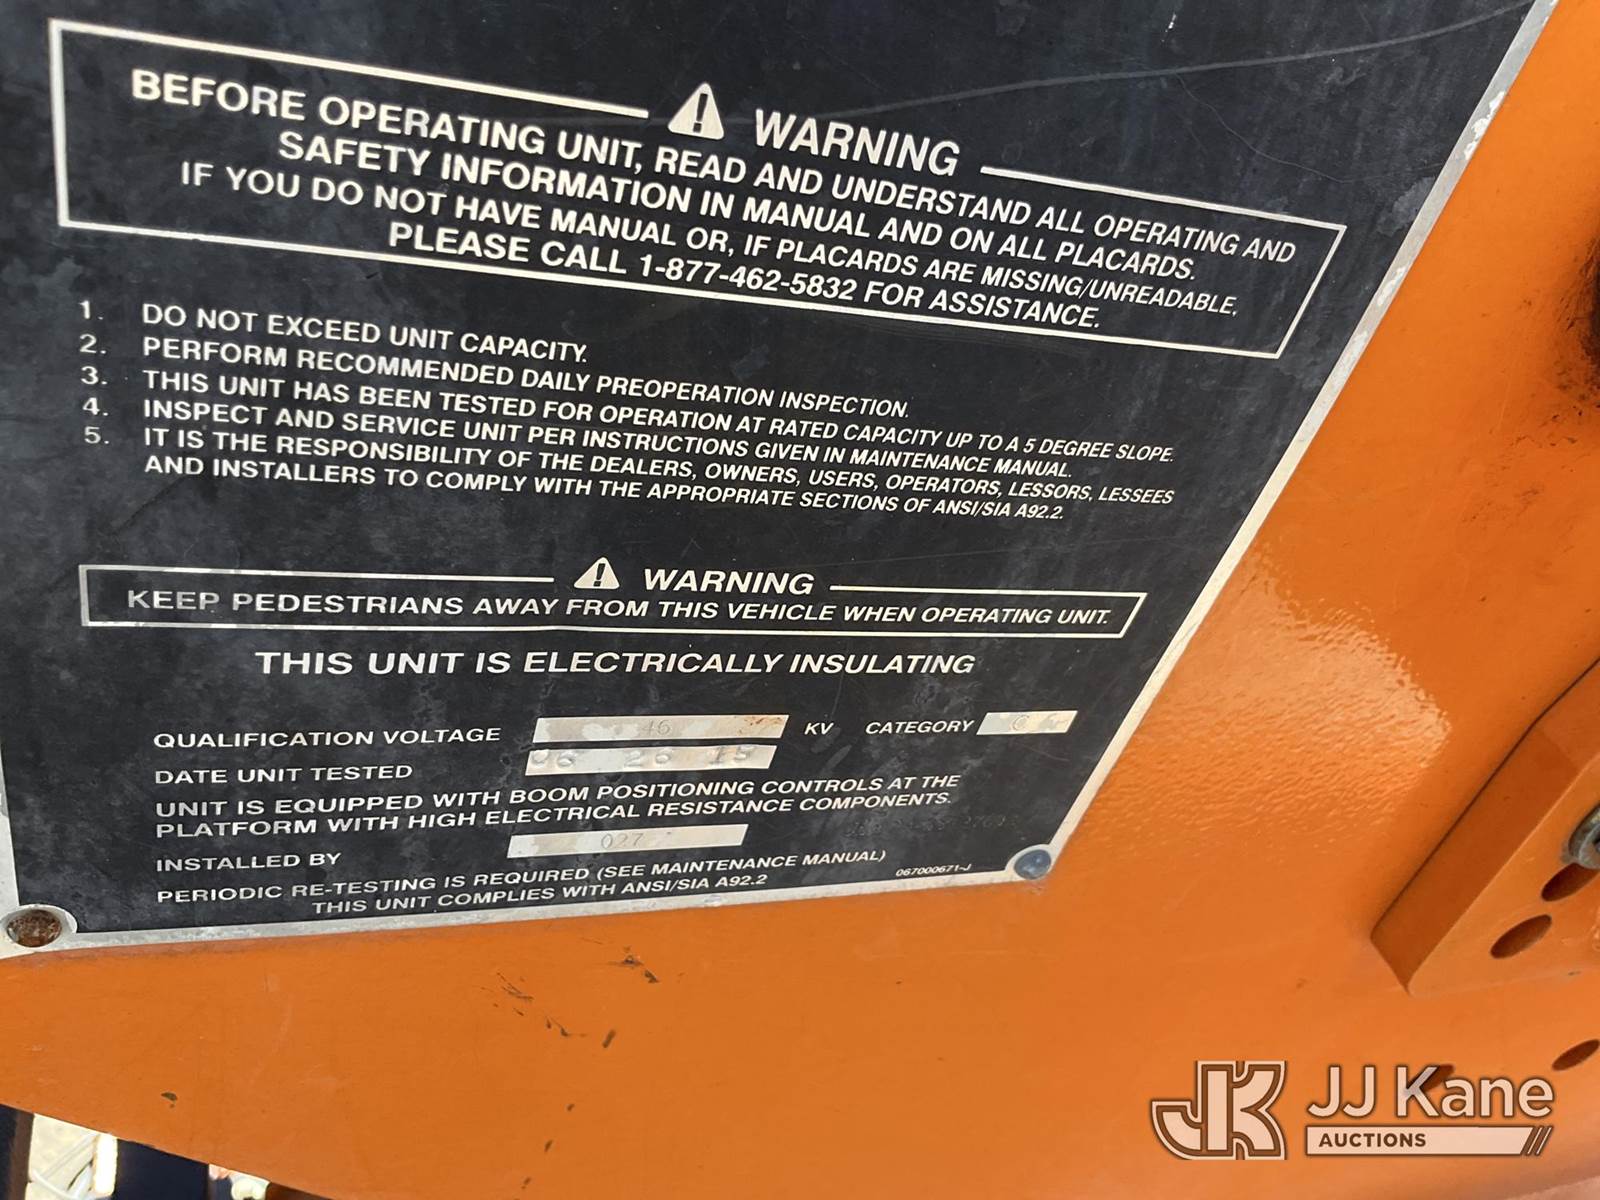 WARNING
BEFORE OPERATING UNIT, READ AND UNDERSTAND ALL OPERATING AND
SAFETY INFORMATION IN MANUAL AND ON ALL PLACARDS.
IF YOU DO NOT HAVE MANUAL OR, IF PLACARDS ARE MISSING/UNREADABLE,
PLEASE CALL 1-877-462-5832 FOR ASSISTANCE.
1. DO NOT EXCEED UNIT CAPACITY.
2. PERFORM RECOMMENDED DAILY PREOPERATION INSPECTION.
3. THIS UNIT HAS BEEN TESTED FOR OPERATION AT RATED CAPACITY UP TO A 5 DEGREE SLOPE.
4. INSPECT AND SERVICE UNIT PER INSTRUCTIONS GIVEN IN MAINTENANCE MANUAL.
5. IT IS THE RESPONSIBILITY OF THE DEALERS, OWNERS, USERS, OPERATORS, LESSORS, LESSEES
AND INSTALLERS TO COMPLY WITH THE APPROPRIATE SECTIONS OF ANSI/SIA A92.2.
WARNING
KEEP PEDESTRIANS AWAY FROM THIS VEHICLE WHEN OPERATING UNIT.
THIS UNIT IS ELECTRICALLY INSULATING
QUALIFICATION VOLTAGE 46 KV CATEGORY C
DATE UNIT TESTED 06 26 15
UNIT IS EQUIPPED WITH BOOM POSITIONING CONTROLS AT THE
PLATFORM WITH HIGH ELECTRICAL RESISTANCE COMPONENTS.
INSTALLED BY 027
PERIODIC RE-TESTING IS REQUIRED (SEE MAINTENANCE MANUAL)
THIS UNIT COMPLIES WITH ANSI/SIA A92.2
067000671-J
JK JJ Kane
AUCTIONS